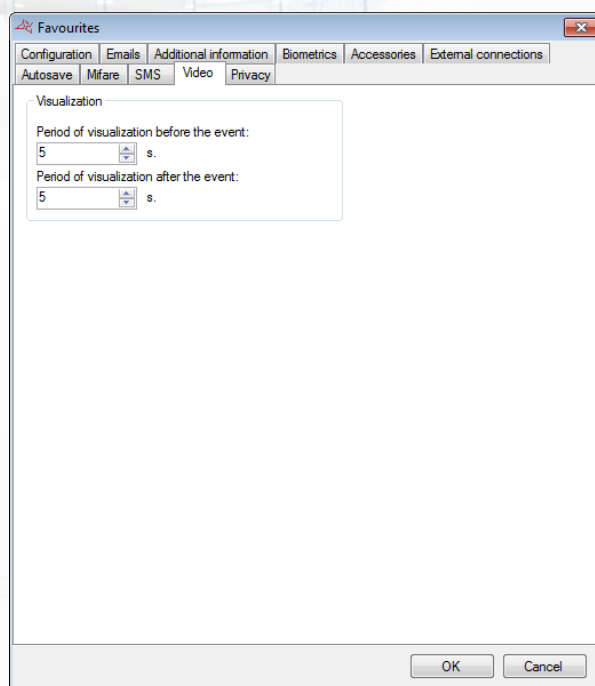 Favourites
Configuration Emails Additional information Biometrics Accessories External connections
Autosave Mifare SMS Video Privacy
Visualization
Period of visualization before the event:
5 s.
Period of visualization after the event:
5 s.
OK Cancel